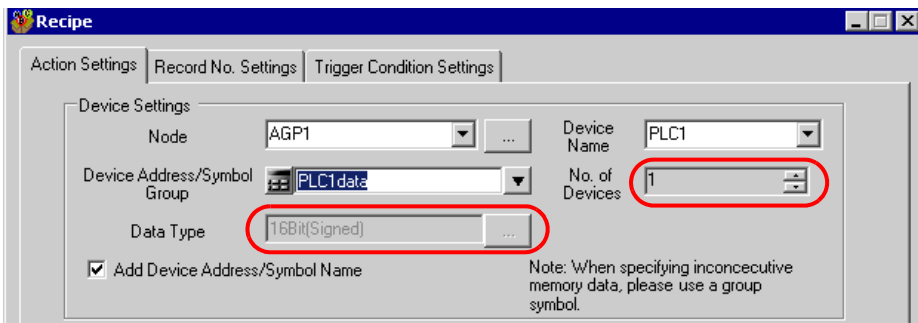 Recipe
Action Settings Record No. Settings Trigger Condition Settings
Device Settings
Node AGP1 ... Device Name PLC1
Device Address/Symbol Group PLC1data No. of Devices 1
Data Type 16Bit(Signed) ...
Add Device Address/Symbol Name
Note: When specifying inconcecutive
memory data, please use a group
symbol.